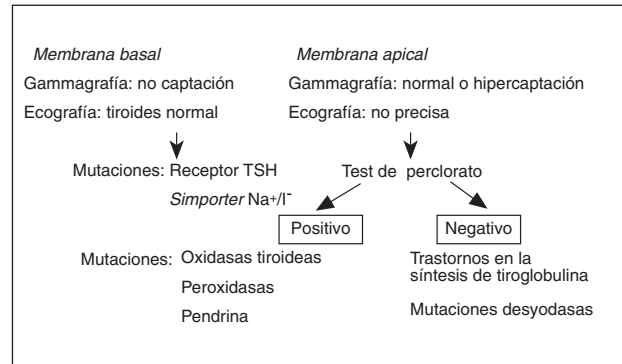 Membrana basal
Gammagrafía: no captación
Ecografía: tiroides normal
Mutaciones: Receptor TSH
Simporter Na+/I-
Membrana apical
Gammagrafía: normal o hipercaptación
Ecografía: no precisa
Test de perclorato
Positivo
Mutaciones: Oxidasas tiroideas
Peroxidasas
Pendrina
Negativo
Trastornos en la
síntesis de tiroglobulina
Mutaciones desyodasas